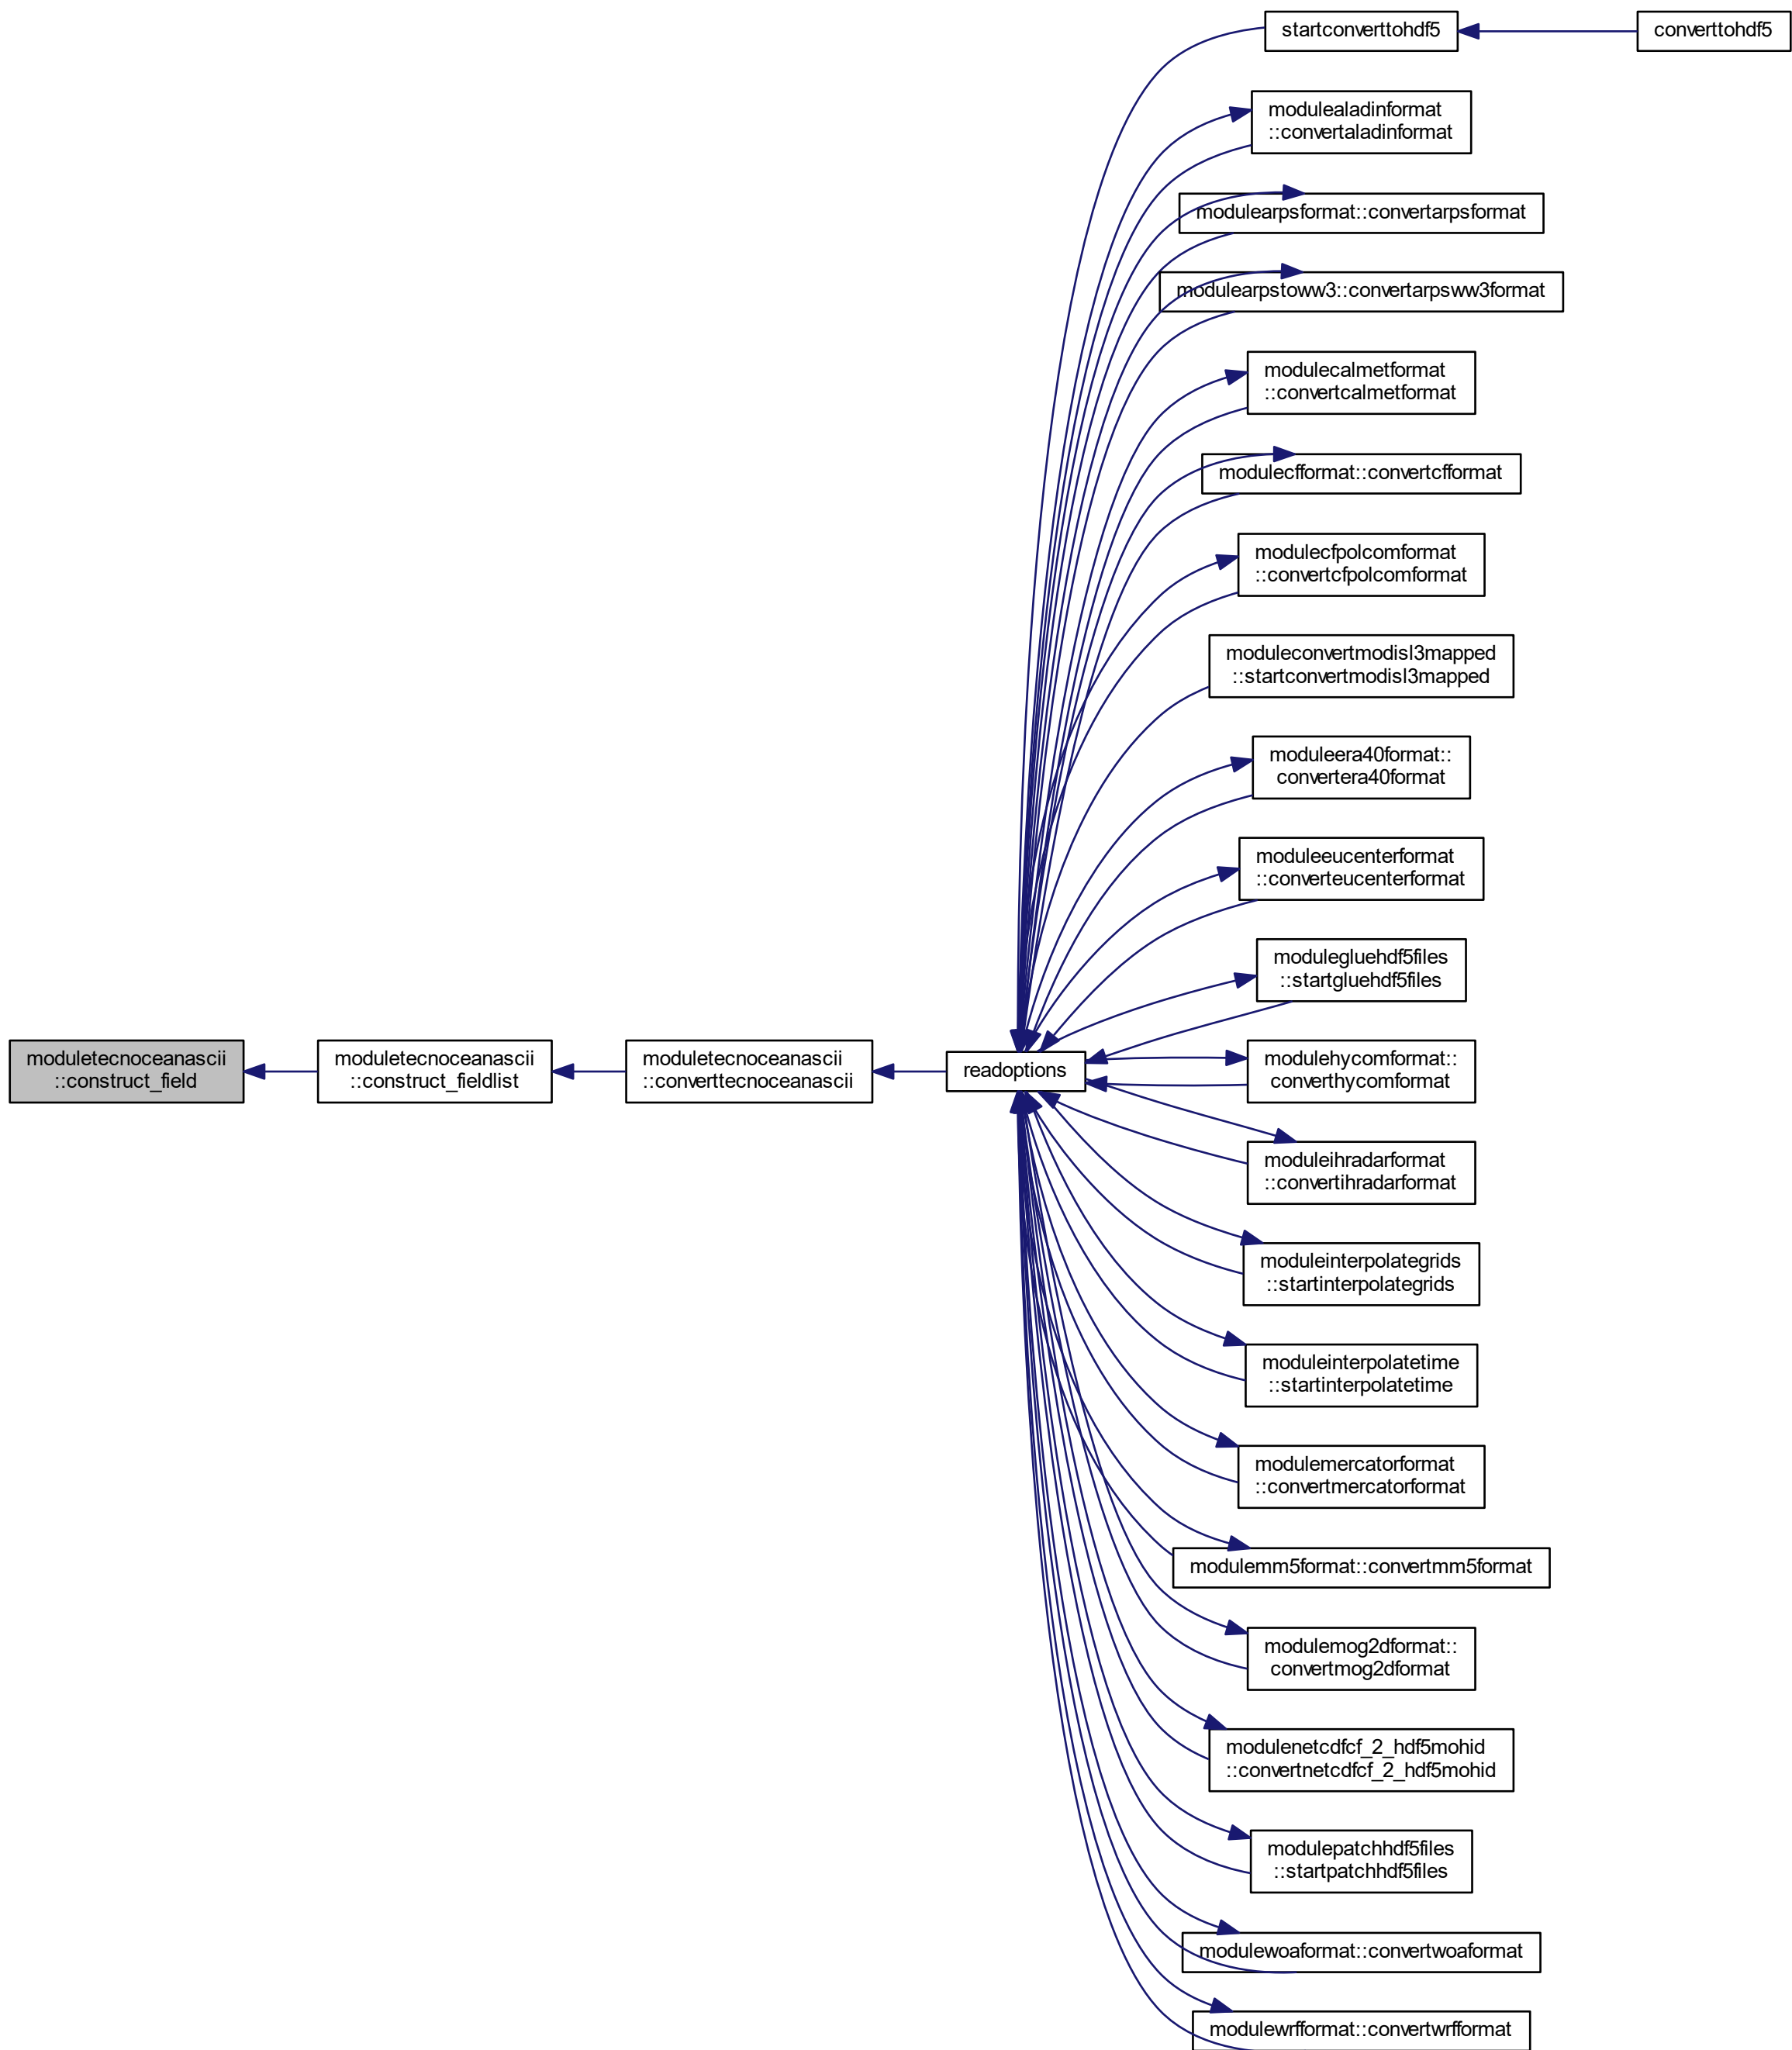 startconverttohdf5
converttohdf5
modulealadinformat
::convertaladinformat
modulearpsformat::convertarpsformat
modulearpstoww3::convertarpsww3format
modulecalmetformat
::convertcalmetformat
modulecfformat::convertcfformat
modulecfpolcomformat
::convertcfpolcomformat
moduleconvertmodisl3mapped
::startconvertmodisl3mapped
moduleera40format::
convertera40format
moduleeucenterformat
::converteucenterformat
modulegluehdf5files
::startgluehdf5files
moduletecnoceanascii
::construct_field
moduletecnoceanascii
::construct_fieldlist
moduletecnoceanascii
::converttecnoceanascii
readoptions
modulehycomformat::
converthycomformat
moduleihradarformat
::convertihradarformat
moduleinterpolategrids
::startinterpolategrids
moduleinterpolatetime
::startinterpolatetime
modulemercatorformat
::convertmercatorformat
modulemm5format::convertmm5format
modulemog2dformat::
convertmog2dformat
modulenetcdfcf_2_hdf5mohid
::convertnetcdfcf_2_hdf5mohid
modulepatchhdf5files
::startpatchhdf5files
modulewoaformat::convertwoaformat
modulewrfformat::convertwrfformat